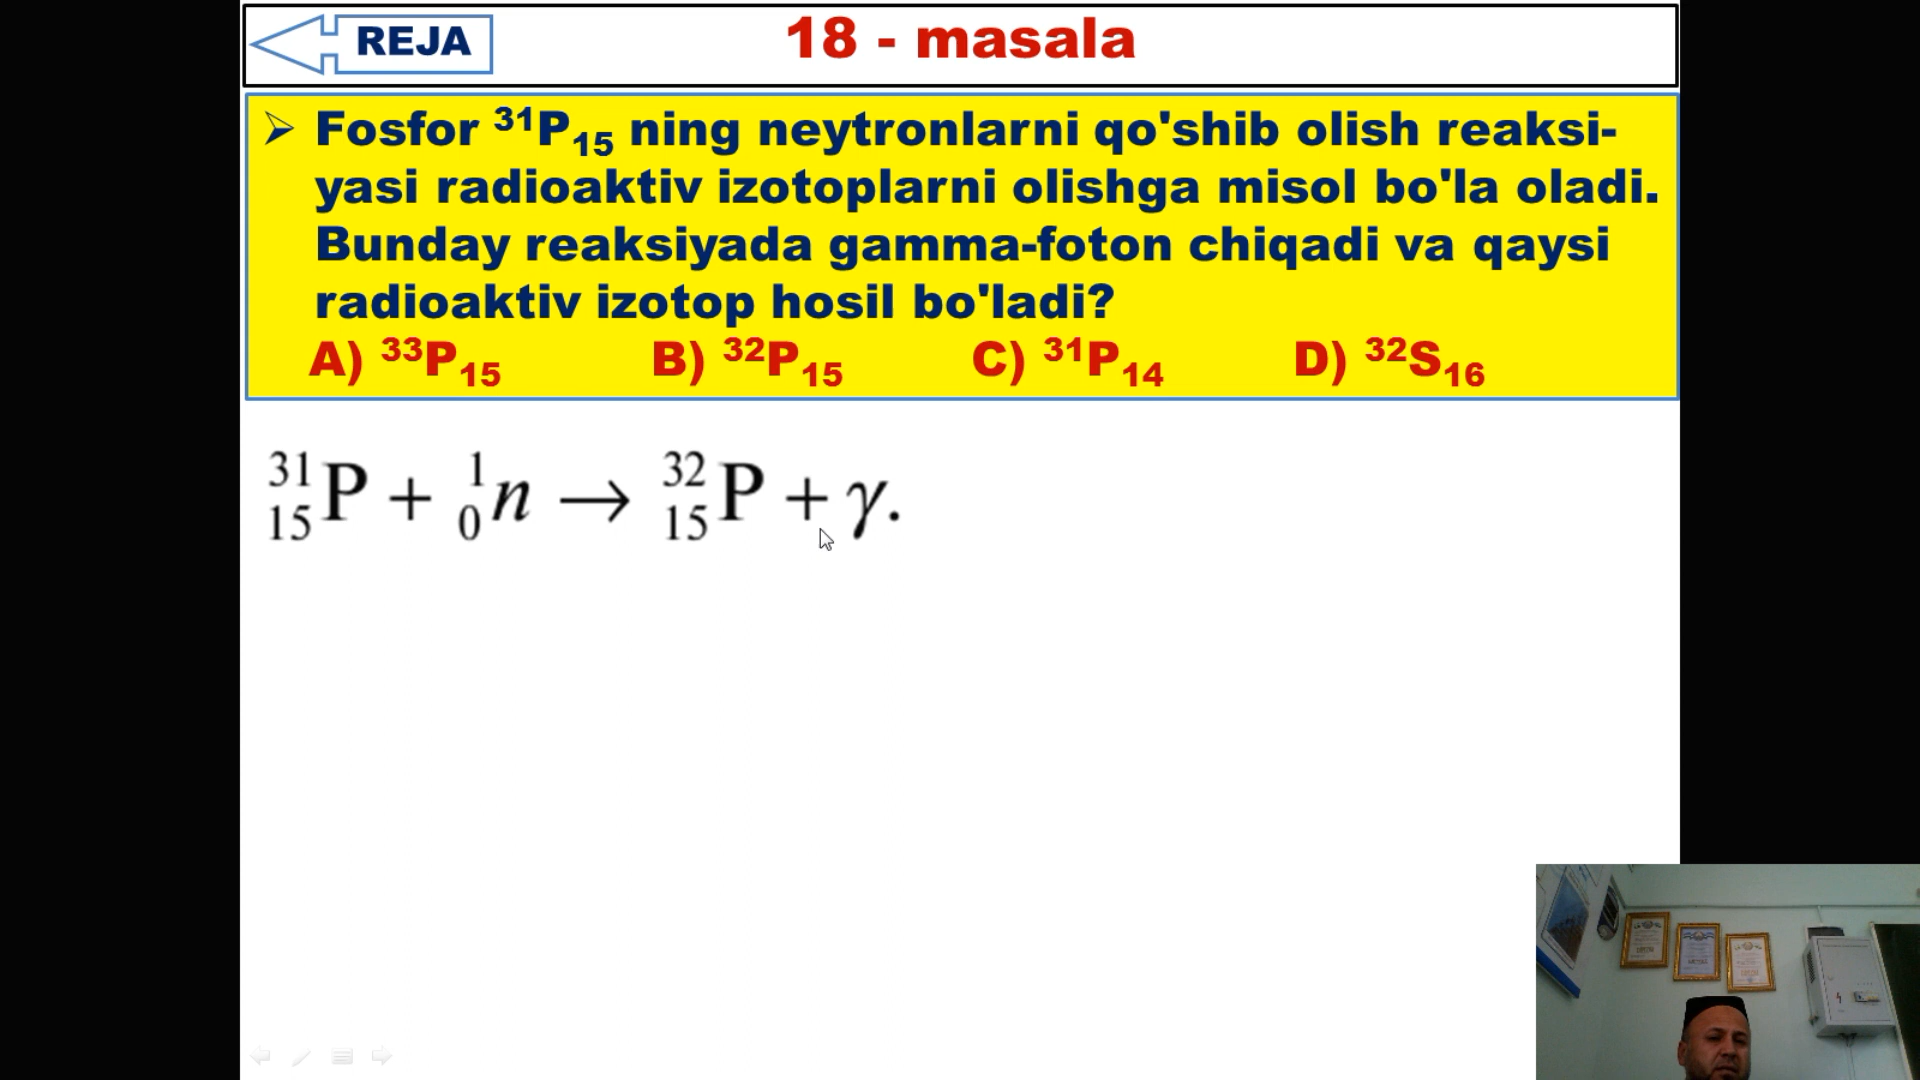 REJA
18 - masala
➢ Fosfor ³¹P₁₅ ning neytronlarni qo'shib olish reaksi-
yasi radioaktiv izotoplarni olishga misol bo'la oladi.
Bunday reaksiyada gamma-foton chiqadi va qaysi
radioaktiv izotop hosil bo'ladi?
A) ³³P₁₅ B) ³²P₁₅ C) ³¹P₁₄ D) ³²S₁₆
³¹₁₅P + ¹₀n → ³²₁₅P + γ.